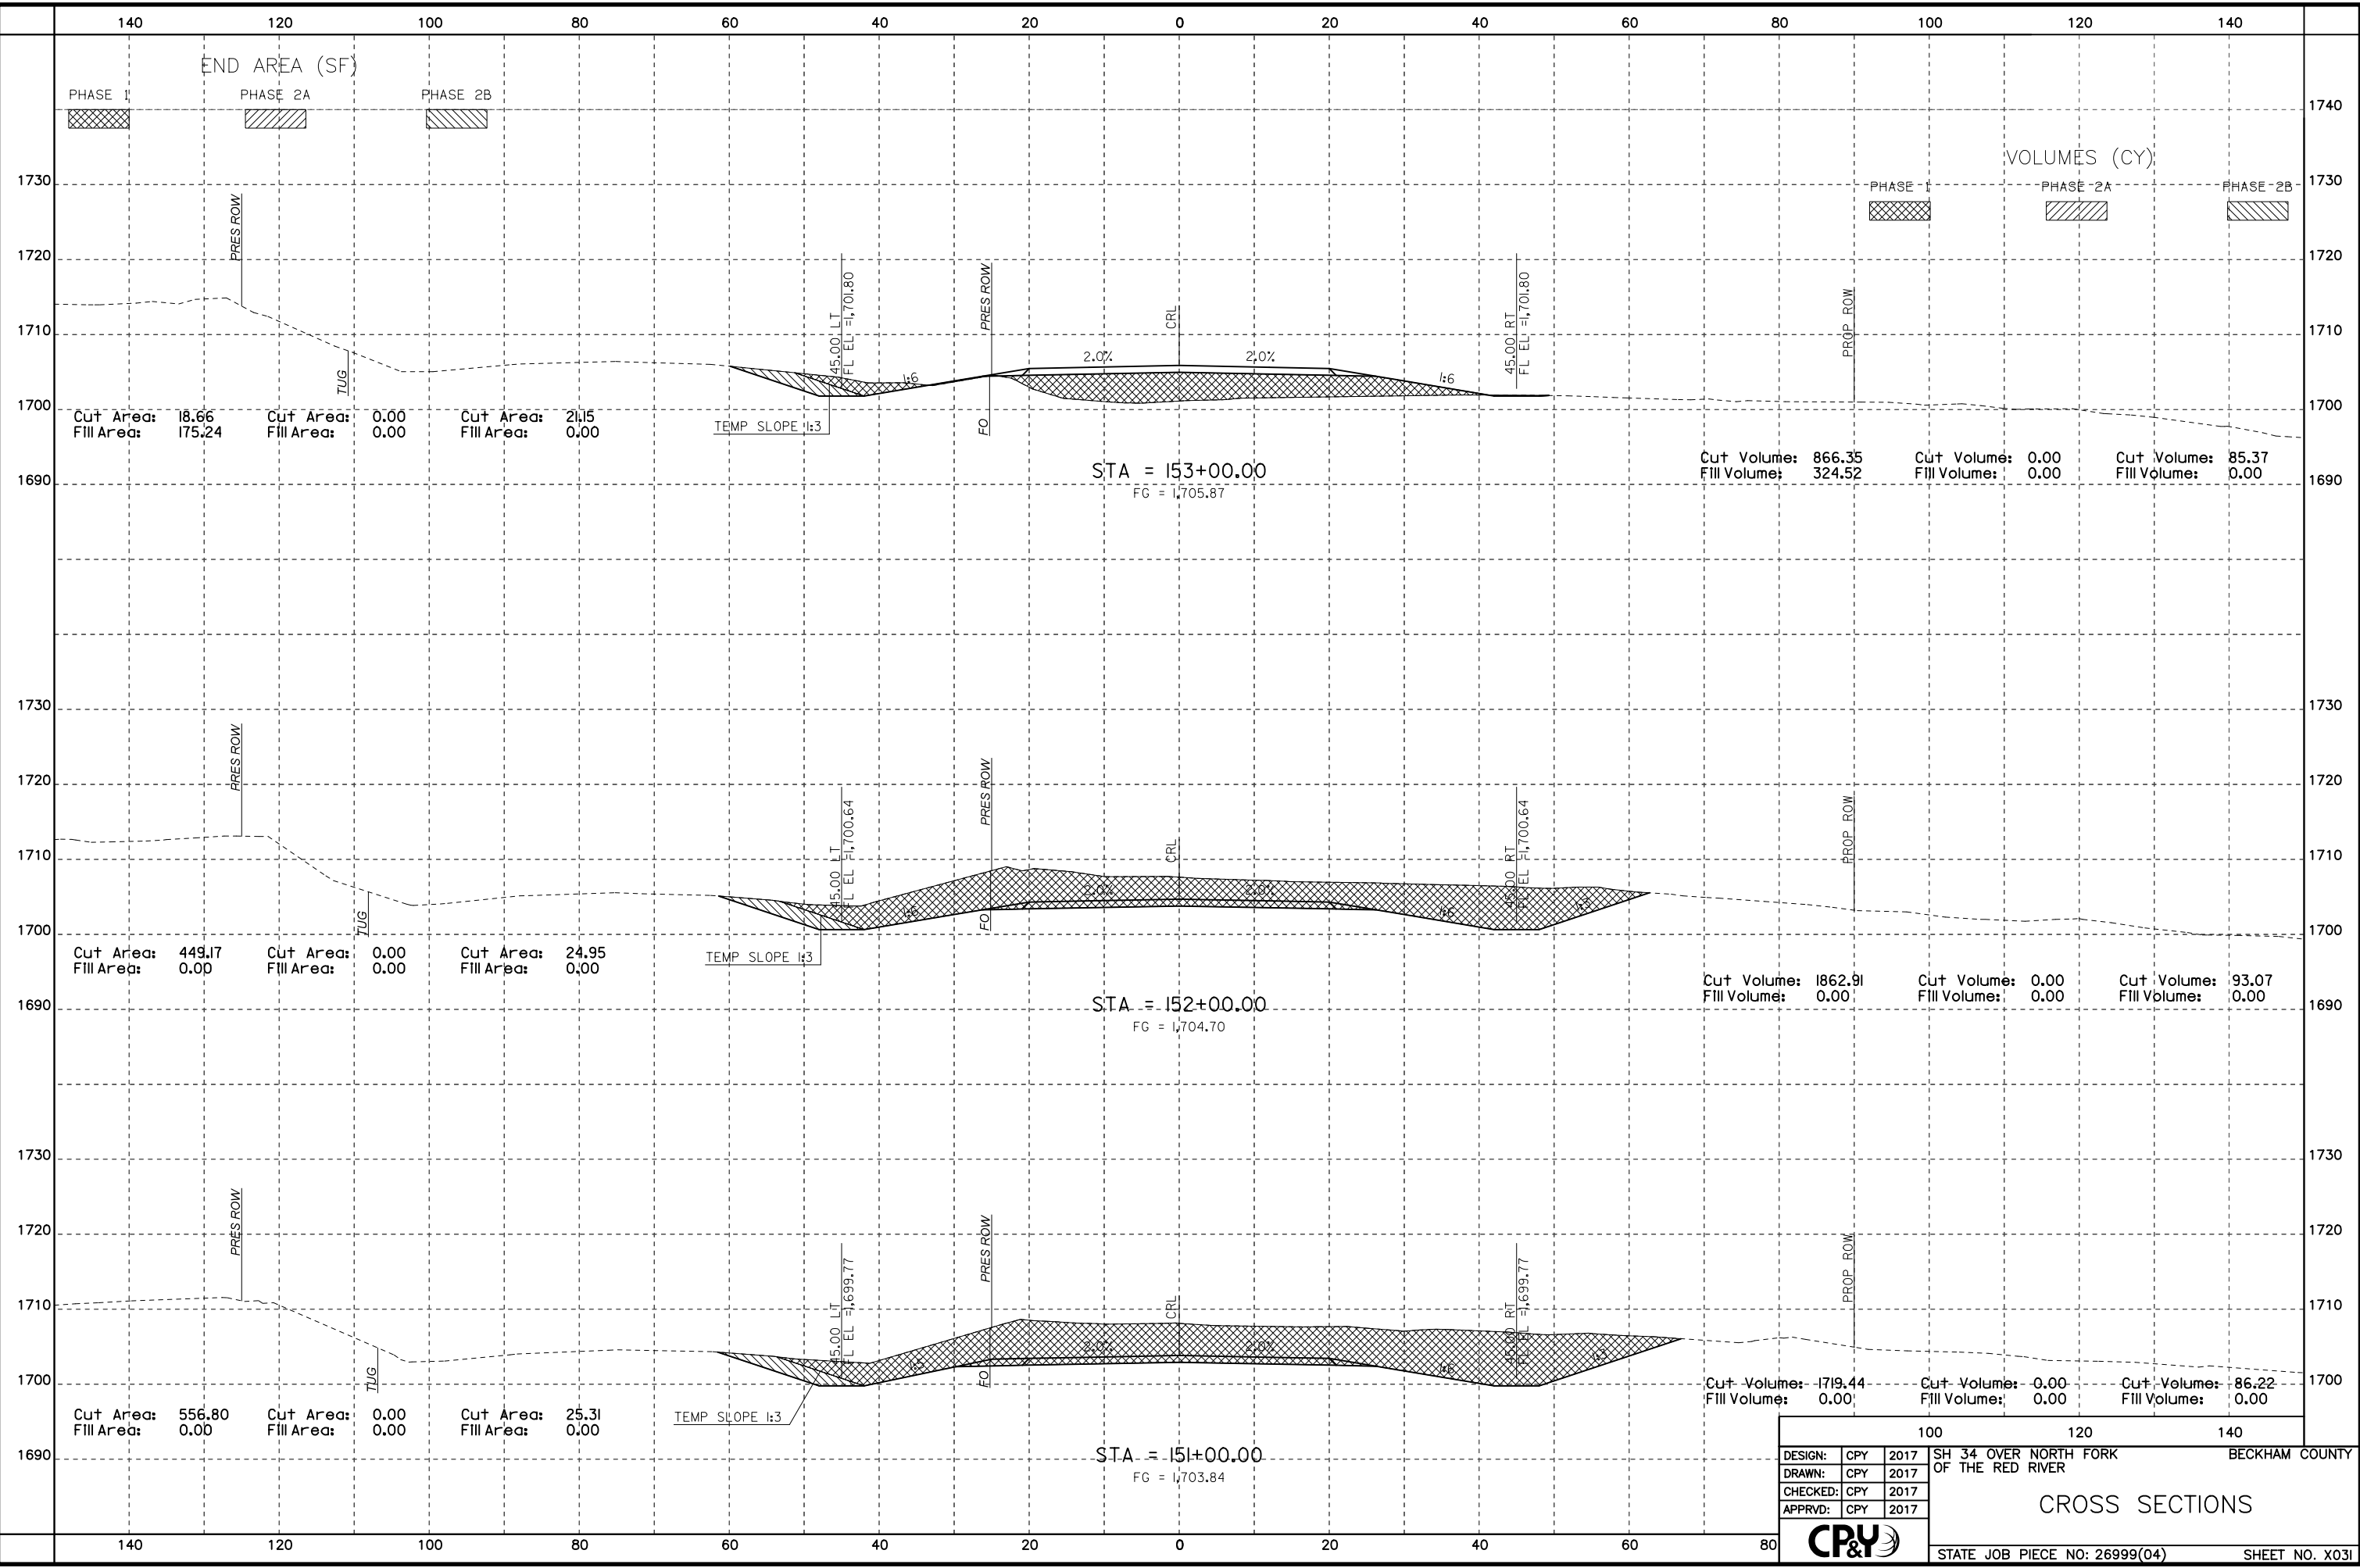 140 120 100 80 60 40 20 0 20 40 60 80 100 120 140
END AREA (SF)
PHASE 1 PHASE 2A PHASE 2B
1740
VOLUMES (CY)
PHASE 1 PHASE 2A PHASE 2B
1730 1730
1720 1720
1710 1710
1700 1700
1690 1690
PRES ROW
TUG
45.00 LT
FL EL =1,701.80
PRES ROW
FO
CRL
45.00 RT
FL EL =1,701.80
PROP ROW
1:6 2.0% 2.0% 1:6
TEMP SLOPE 1:3
Cut Area: 18.66 Cut Area: 0.00 Cut Area: 21.15
Fill Area: 175.24 Fill Area: 0.00 Fill Area: 0.00
STA = 153+00.00
FG = 1,705.87
Cut Volume: 866.35 Cut Volume: 0.00 Cut Volume: 85.37
Fill Volume: 324.52 Fill Volume: 0.00 Fill Volume: 0.00
1730 1730
1720 1720
1710 1710
1700 1700
1690 1690
PRES ROW
TUG
45.00 LT
FL EL =1,700.64
PRES ROW
FO
CRL
45.00 RT
FL EL =1,700.64
PROP ROW
1:6 2.0% 2.0% 1:6 1:3
TEMP SLOPE 1:3
Cut Area: 449.17 Cut Area: 0.00 Cut Area: 24.95
Fill Area: 0.00 Fill Area: 0.00 Fill Area: 0.00
STA = 152+00.00
FG = 1,704.70
Cut Volume: 1862.91 Cut Volume: 0.00 Cut Volume: 93.07
Fill Volume: 0.00 Fill Volume: 0.00 Fill Volume: 0.00
1730 1730
1720 1720
1710 1710
1700 1700
1690
PRES ROW
TUG
45.00 LT
FL EL =1,699.77
PRES ROW
FO
CRL
45.00 RT
FL EL =1,699.77
PROP ROW
1:5 2.0% 2.0% 1:6 1:3
TEMP SLOPE 1:3
Cut Area: 556.80 Cut Area: 0.00 Cut Area: 25.31
Fill Area: 0.00 Fill Area: 0.00 Fill Area: 0.00
STA = 151+00.00
FG = 1,703.84
Cut Volume: 1719.44 Cut Volume: 0.00 Cut Volume: 86.22
Fill Volume: 0.00 Fill Volume: 0.00 Fill Volume: 0.00
100 120 140
140 120 100 80 60 40 20 0 20 40 60 80
DESIGN: CPY 2017
DRAWN: CPY 2017
CHECKED: CPY 2017
APPRVD: CPY 2017
CP&Y
SH 34 OVER NORTH FORK BECKHAM COUNTY
OF THE RED RIVER
CROSS SECTIONS
STATE JOB PIECE NO: 26999(04) SHEET NO. X031